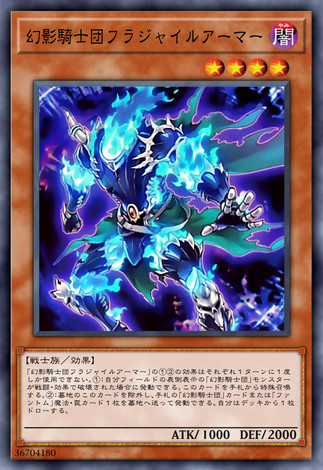 幻影騎士団フラジャイルアーマー
闇
やみ
【戦士族／効果】
「幻影騎士団フラジャイルアーマー」の①②の効果はそれぞれ１ターンに１度
しか使用できない。①：自分フィールドの表側表示の「幻影騎士団」モンスター
が戦闘・効果で破壊された場合に発動できる。このカードを手札から特殊召喚
する。②：墓地のこのカードを除外し、手札の「幻影騎士団」カードまたは「ファ
ントム」魔法・罠カード１枚を墓地へ送って発動できる。自分はデッキから１枚
ドローする。
ATK/1000 DEF/2000
36704180